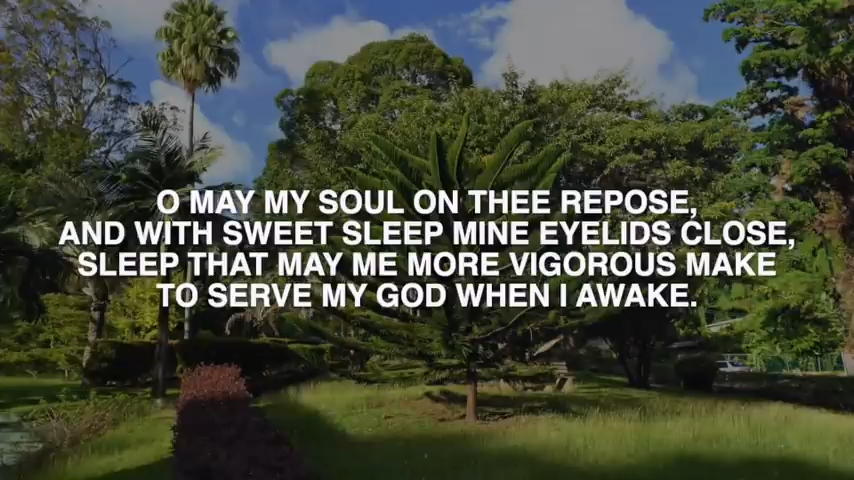 O MAY MY SOUL ON THEE REPOSE,
AND WITH SWEET SLEEP MINE EYELIDS CLOSE,
SLEEP THAT MAY ME MORE VIGOROUS MAKE
TO SERVE MY GOD WHEN I AWAKE.